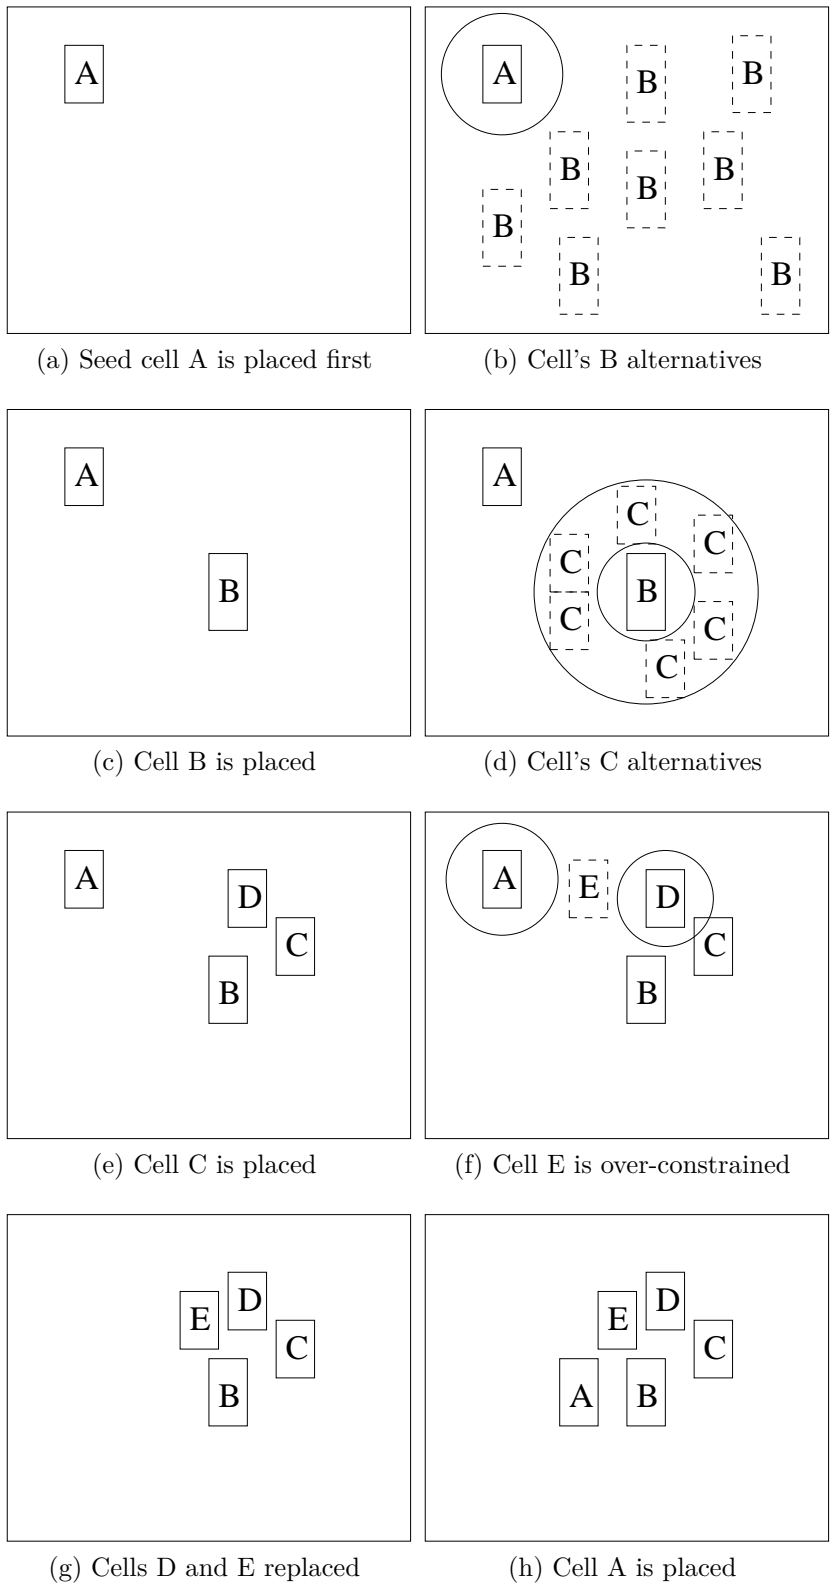 A
A
B
B
B
B
B
B
B
B
(a) Seed cell A is placed first
(b) Cell's B alternatives
A
B
A
C
C
C
C
B
C
C
C
(c) Cell B is placed
(d) Cell's C alternatives
A
D
C
B
A
E
D
C
B
(e) Cell C is placed
(f) Cell E is over-constrained
E
D
C
B
E
D
C
A
B
(g) Cells D and E replaced
(h) Cell A is placed